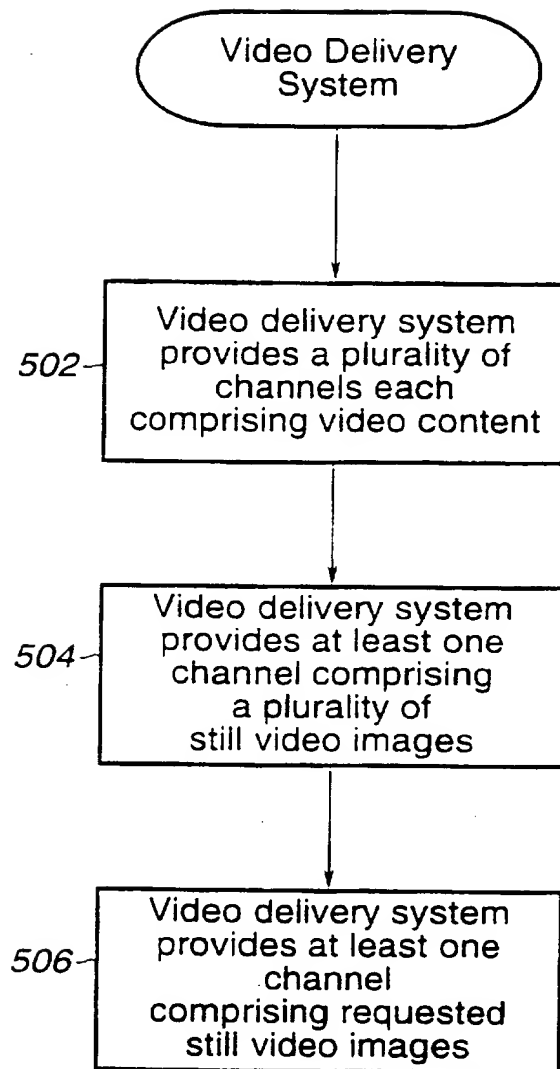 Video Delivery
System
502
Video delivery system
provides a plurality of
channels each
comprising video content
504
Video delivery system
provides at least one
channel comprising
a plurality of
still video images
506
Video delivery system
provides at least one
channel
comprising requested
still video images